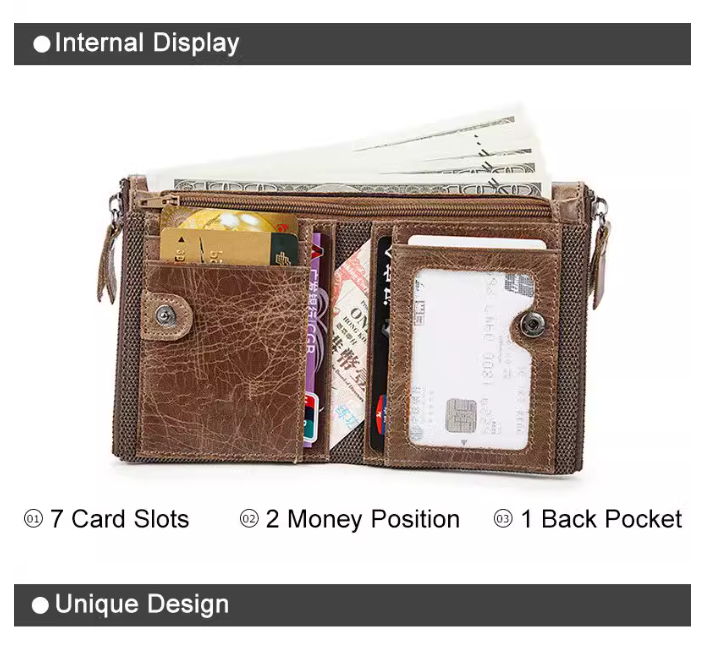 Internal Display
01 7 Card Slots
02 2 Money Position
03 1 Back Pocket
Unique Design